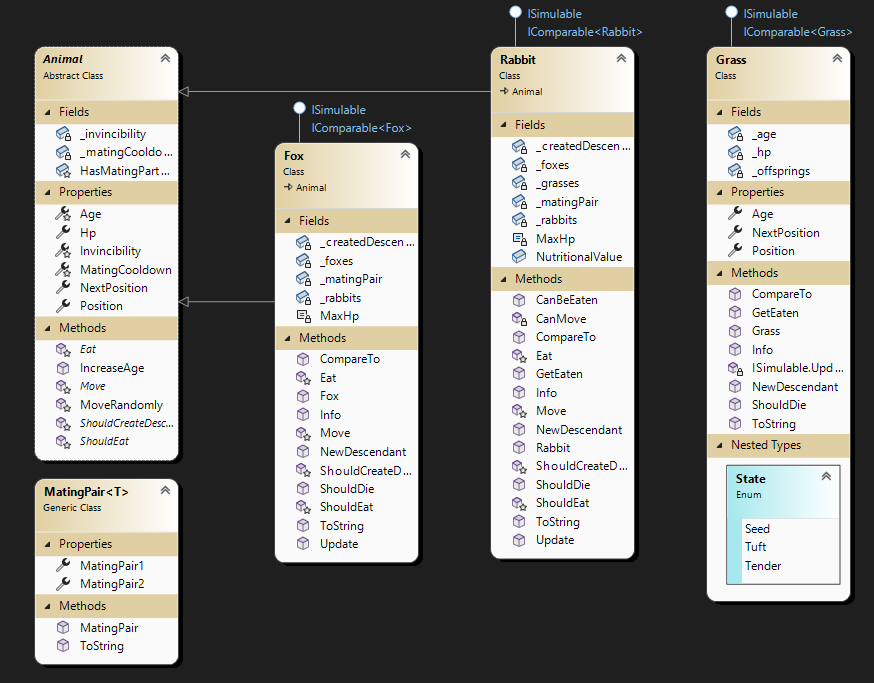 Animal
Abstract Class
Fields
_invincibility
_matingCooldo...
HasMatingPart...
Properties
Age
Hp
Invincibility
MatingCooldown
NextPosition
Position
Methods
Eat
IncreaseAge
Move
MoveRandomly
ShouldCreateDesc...
ShouldEat
MatingPair<T>
Generic Class
Properties
MatingPair1
MatingPair2
Methods
MatingPair
ToString
ISimulable
IComparable<Fox>
Fox
Class
Animal
Fields
_createdDescen...
_foxes
_matingPair
_rabbits
MaxHp
Methods
CompareTo
Eat
Fox
Info
Move
NewDescendant
ShouldCreateD...
ShouldDie
ShouldEat
ToString
Update
ISimulable
IComparable<Rabbit>
Rabbit
Class
Animal
Fields
_createdDescen...
_foxes
_grasses
_matingPair
_rabbits
MaxHp
NutritionalValue
Methods
CanBeEaten
CanMove
CompareTo
Eat
GetEaten
Info
Move
NewDescendant
Rabbit
ShouldCreateD...
ShouldDie
ShouldEat
ToString
Update
ISimulable
IComparable<Grass>
Grass
Class
Fields
_age
_hp
_offsprings
Properties
Age
NextPosition
Position
Methods
CompareTo
GetEaten
Grass
Info
ISimulable.Upd...
NewDescendant
ShouldDie
ToString
Nested Types
State
Enum
Seed
Tuft
Tender